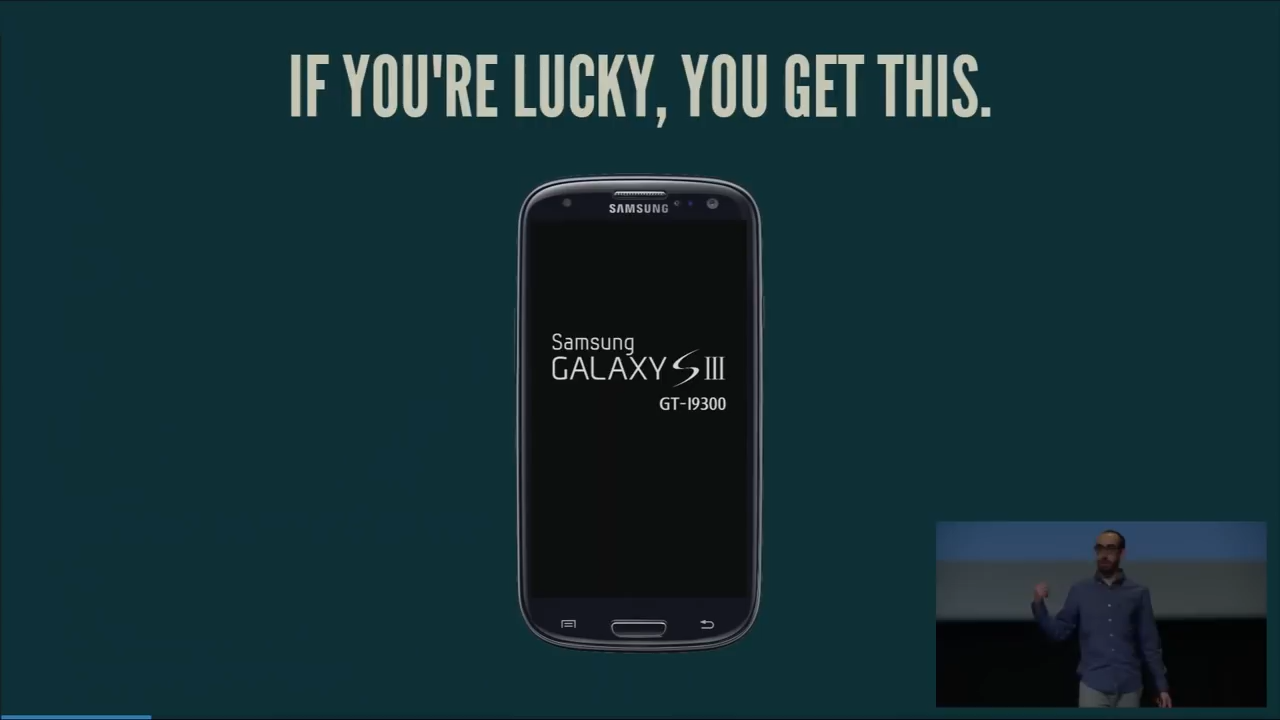 IF YOU'RE LUCKY, YOU GET THIS.
SAMSUNG
Samsung
GALAXY S III
GT-I9300